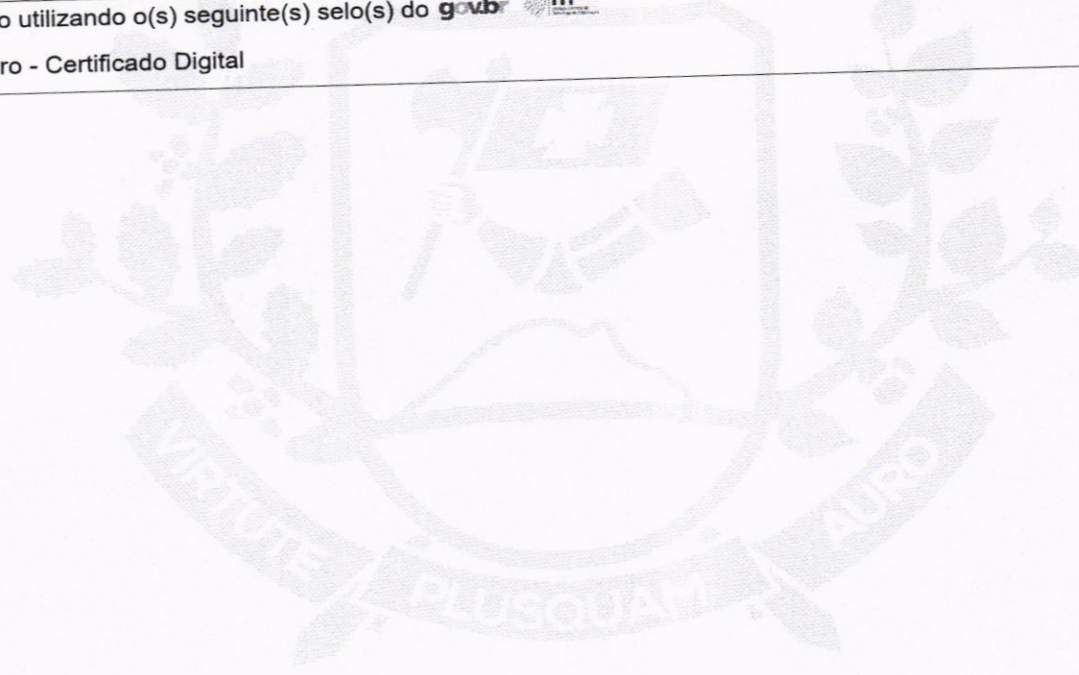 o utilizando o(s) seguinte(s) selo(s) do gov.br
ro - Certificado Digital
VIRTUTE
PLUSQUAM
AURO